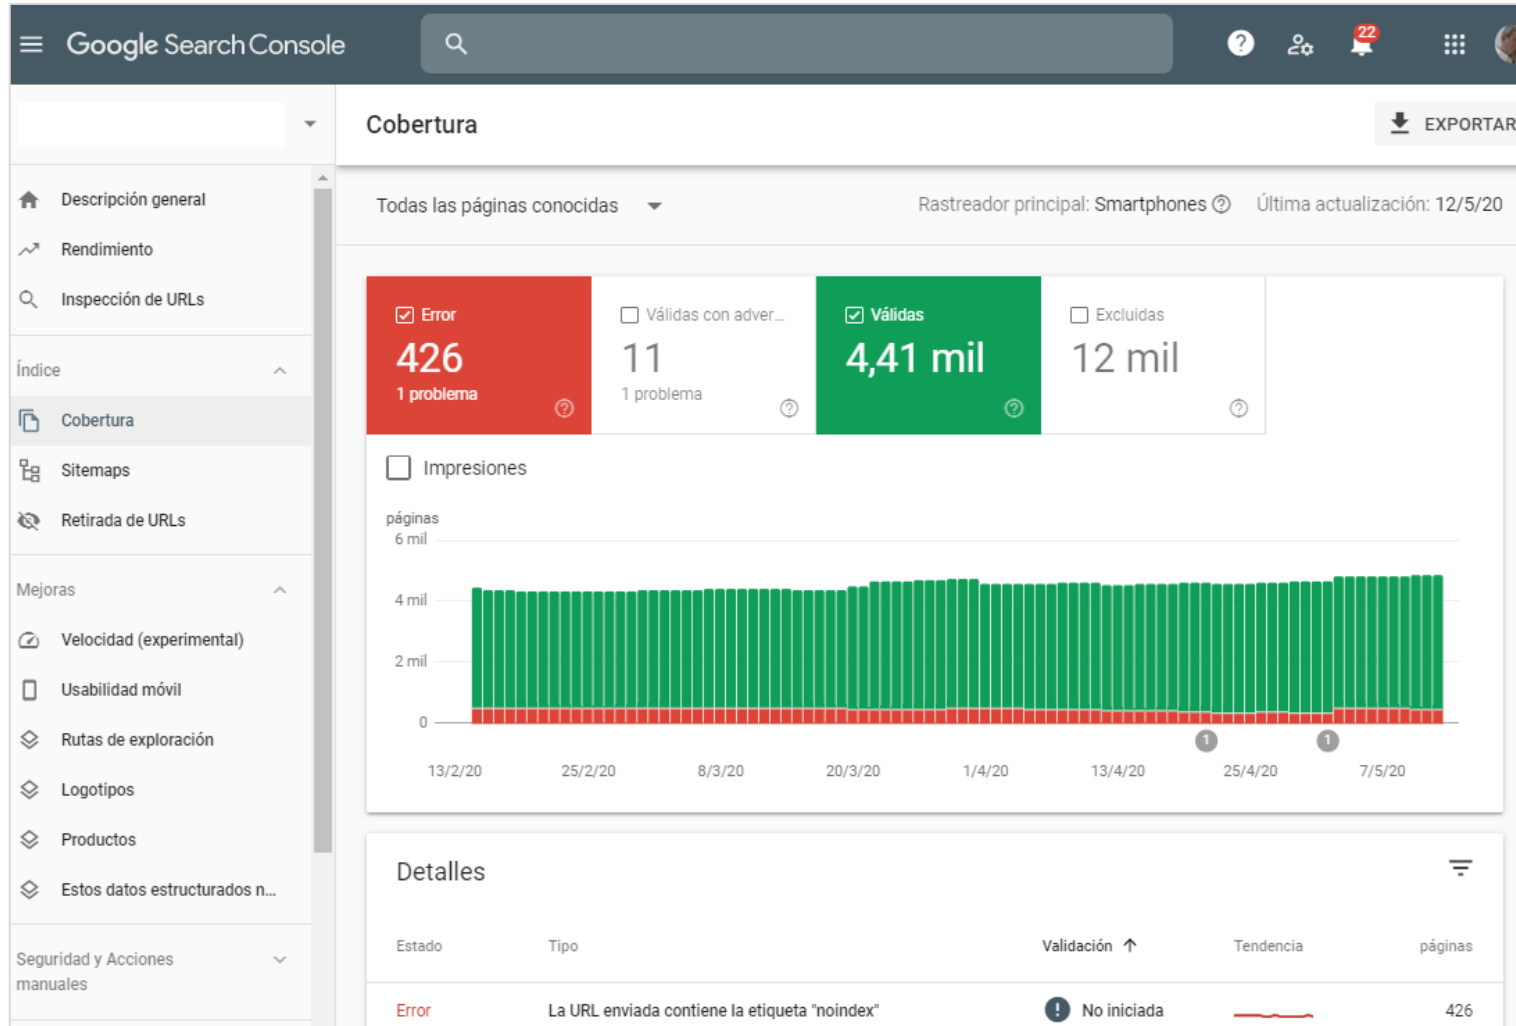 Google Search Console
22
Cobertura
EXPORTAR
Descripción general
Rendimiento
Inspección de URLs
Índice
Cobertura
Sitemaps
Retirada de URLs
Mejoras
Velocidad (experimental)
Usabilidad móvil
Rutas de exploración
Logotipos
Productos
Estos datos estructurados n...
Seguridad y Acciones
manuales
Todas las páginas conocidas
Rastreador principal: Smartphones
Última actualización: 12/5/20
Error
426
1 problema
Válidas con adver...
11
1 problema
Válidas
4,41 mil
Excluidas
12 mil
Impresiones
páginas
6 mil
4 mil
2 mil
0
1
1
13/2/20
25/2/20
8/3/20
20/3/20
1/4/20
13/4/20
25/4/20
7/5/20
Detalles
Estado
Tipo
Validación
Tendencia
páginas
Error
La URL enviada contiene la etiqueta "noindex"
No iniciada
426